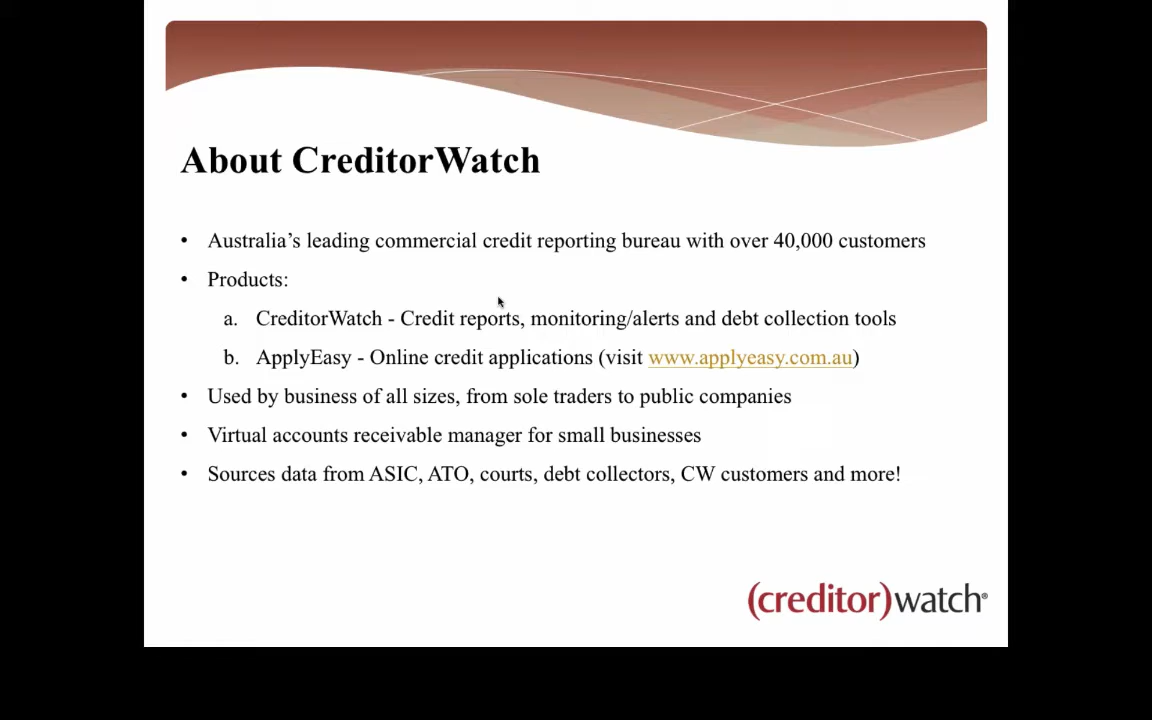 About CreditorWatch
• Australia’s leading commercial credit reporting bureau with over 40,000 customers
• Products:
a. CreditorWatch - Credit reports, monitoring/alerts and debt collection tools
b. ApplyEasy - Online credit applications (visit www.applyeasy.com.au)
• Used by business of all sizes, from sole traders to public companies
• Virtual accounts receivable manager for small businesses
• Sources data from ASIC, ATO, courts, debt collectors, CW customers and more!
(creditor)watch®